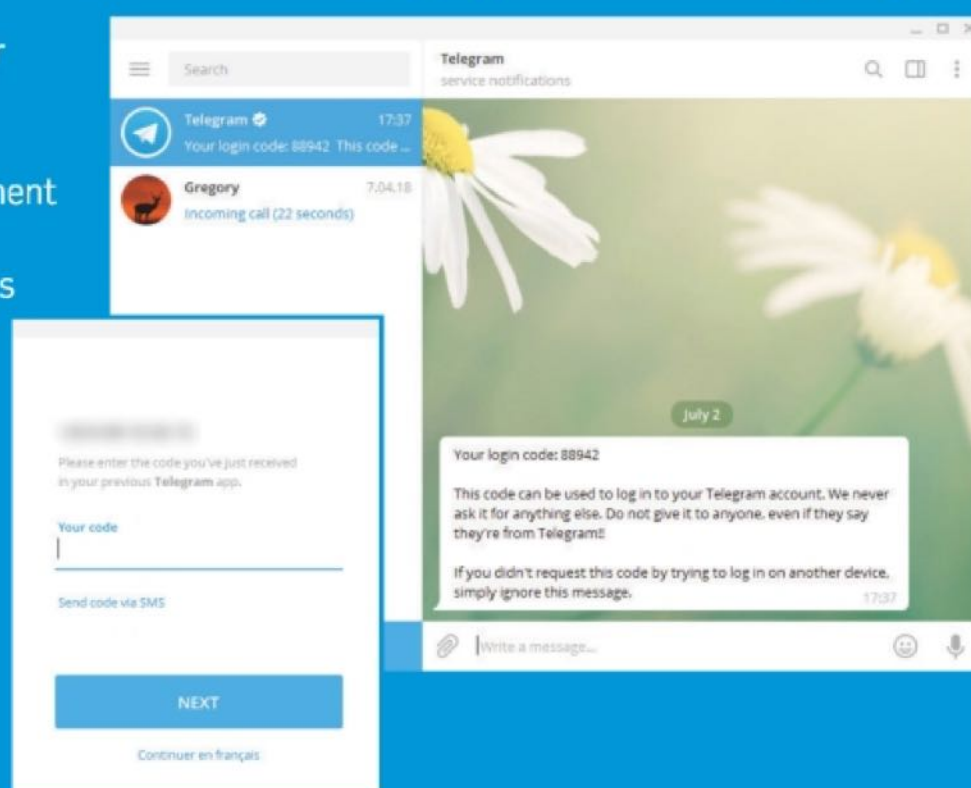 ment
s
Search
Telegram
17:37
Your login code: 88942 This code ...
Gregory
7.04.18
Incoming call (22 seconds)
Telegram
service notifications
July 2
Your login code: 88942
This code can be used to log in to your Telegram account. We never
ask it for anything else. Do not give it to anyone, even if they say
they're from Telegram!!
If you didn't request this code by trying to log in on another device,
simply ignore this message.
17:37
Write a message...
Please enter the code you've just received
in your previous Telegram app.
Your code
Send code via SMS
NEXT
Continuer en français